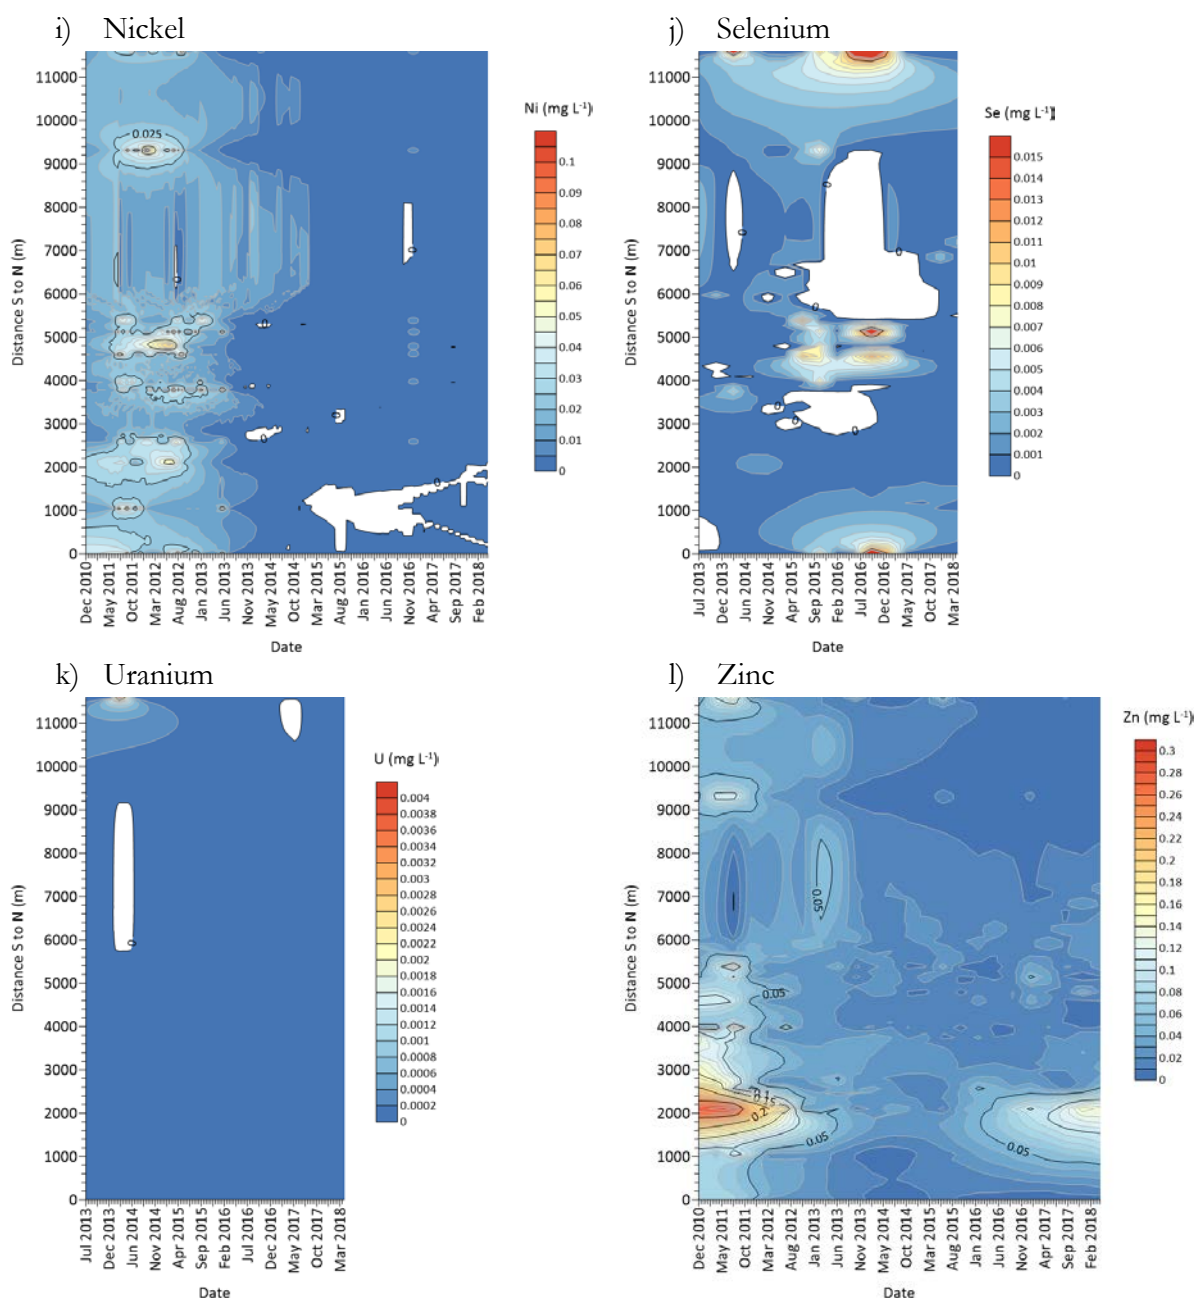 i) Nickel
11000
10000
9000
8000
7000
6000
5000
4000
3000
2000
1000
0
Distance S to N (m)
0.025
0
0
0
0
0
0
Dec 2010
May 2011
Oct 2011
Mar 2012
Aug 2012
Jan 2013
Jun 2013
Nov 2013
May 2014
Oct 2014
Mar 2015
Aug 2015
Jan 2016
Jun 2016
Nov 2016
Apr 2017
Sep 2017
Feb 2018
Date
Ni (mg L-1)
0.1
0.09
0.08
0.07
0.06
0.05
0.04
0.03
0.02
0.01
0
j) Selenium
11000
10000
9000
8000
7000
6000
5000
4000
3000
2000
1000
0
Distance S to N (m)
0
0
0
0
0
0
0
0
0
Jul 2013
Dec 2013
Jun 2014
Nov 2014
Apr 2015
Sep 2015
Feb 2016
Jul 2016
Dec 2016
May 2017
Oct 2017
Mar 2018
Date
Se (mg L-1)
0.015
0.014
0.013
0.011
0.010
0.009
0.008
0.007
0.006
0.005
0.004
0.003
0.002
0.001
0
k) Uranium
11000
10000
9000
8000
7000
6000
5000
4000
3000
2000
1000
0
Distance S to N (m)
0
Jul 2013
Dec 2013
Jun 2014
Nov 2014
Apr 2015
Sep 2015
Feb 2016
Jul 2016
Dec 2016
May 2017
Oct 2017
Mar 2018
Date
U (mg L-1)
0.004
0.0038
0.0036
0.0034
0.0032
0.003
0.0028
0.0026
0.0024
0.0022
0.002
0.0018
0.0016
0.0014
0.0012
0.001
0.0008
0.0006
0.0004
0.0002
0
l) Zinc
11000
10000
9000
8000
7000
6000
5000
4000
3000
2000
1000
0
Distance S to N (m)
0.05
0.05
0.1
0.15
0.2
0.05
0.05
Dec 2010
May 2011
Oct 2011
Mar 2012
Aug 2012
Jan 2013
Jun 2013
Nov 2013
May 2014
Oct 2014
Mar 2015
Aug 2015
Jan 2016
Jun 2016
Nov 2016
Apr 2017
Sep 2017
Feb 2018
Date
Zn (mg L-1)
0.3
0.28
0.26
0.24
0.22
0.2
0.18
0.16
0.14
0.12
0.1
0.08
0.06
0.04
0.02
0